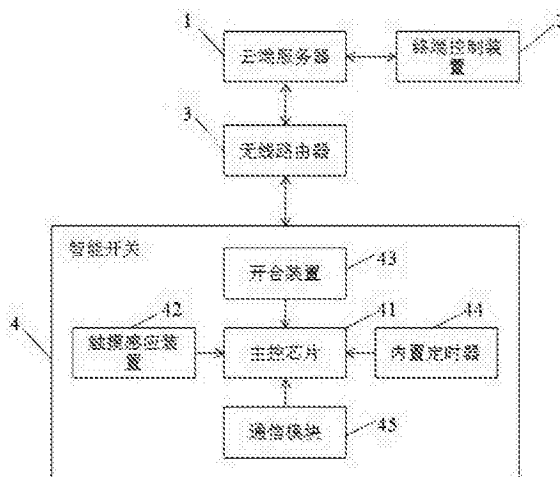 1
云端服务器
终端控制装
置
2
3
无线路由器
智能开关
43
开合装置
42
41
44
4
触摸感应装
置
主控芯片
内置定时器
通信模块
45